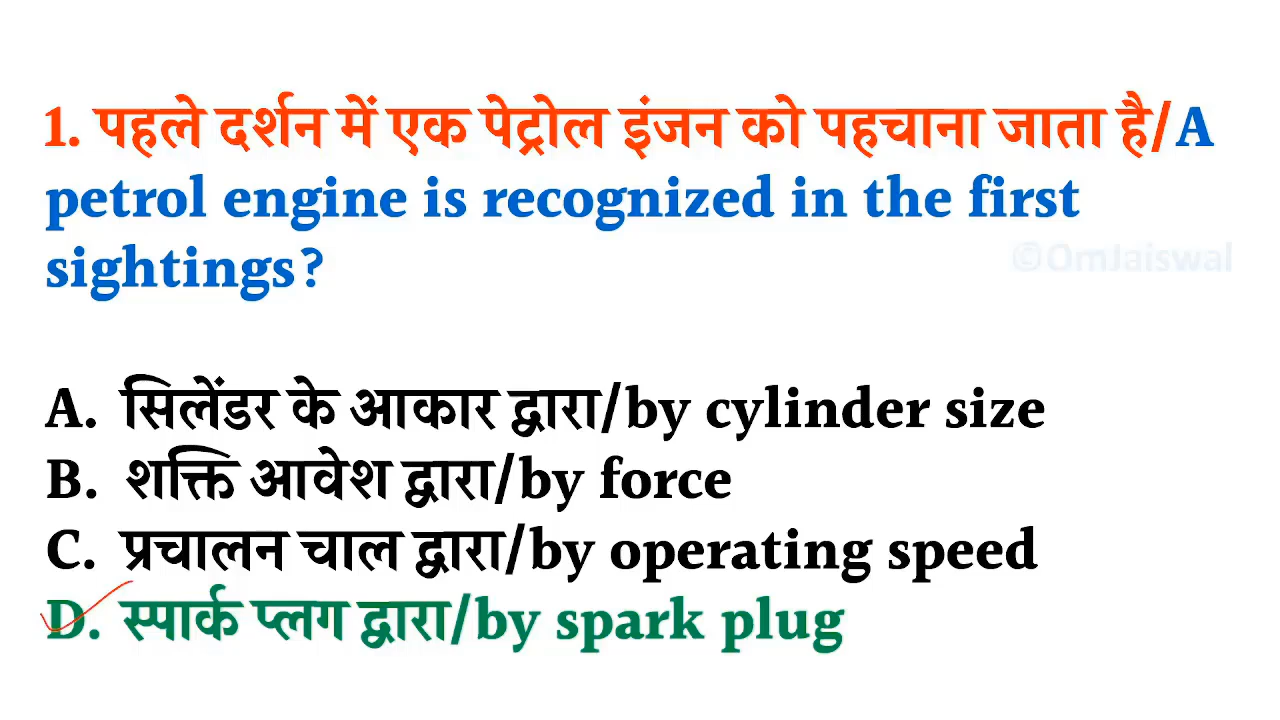 1. पहले दर्शन में एक पेट्रोल इंजन को पहचाना जाता है/A
petrol engine is recognized in the first
sightings?
©OmJaiswal
A. सिलेंडर के आकार द्वारा/by cylinder size
B. शक्ति आवेश द्वारा/by force
C. प्रचालन चाल द्वारा/by operating speed
D. स्पार्क प्लग द्वारा/by spark plug